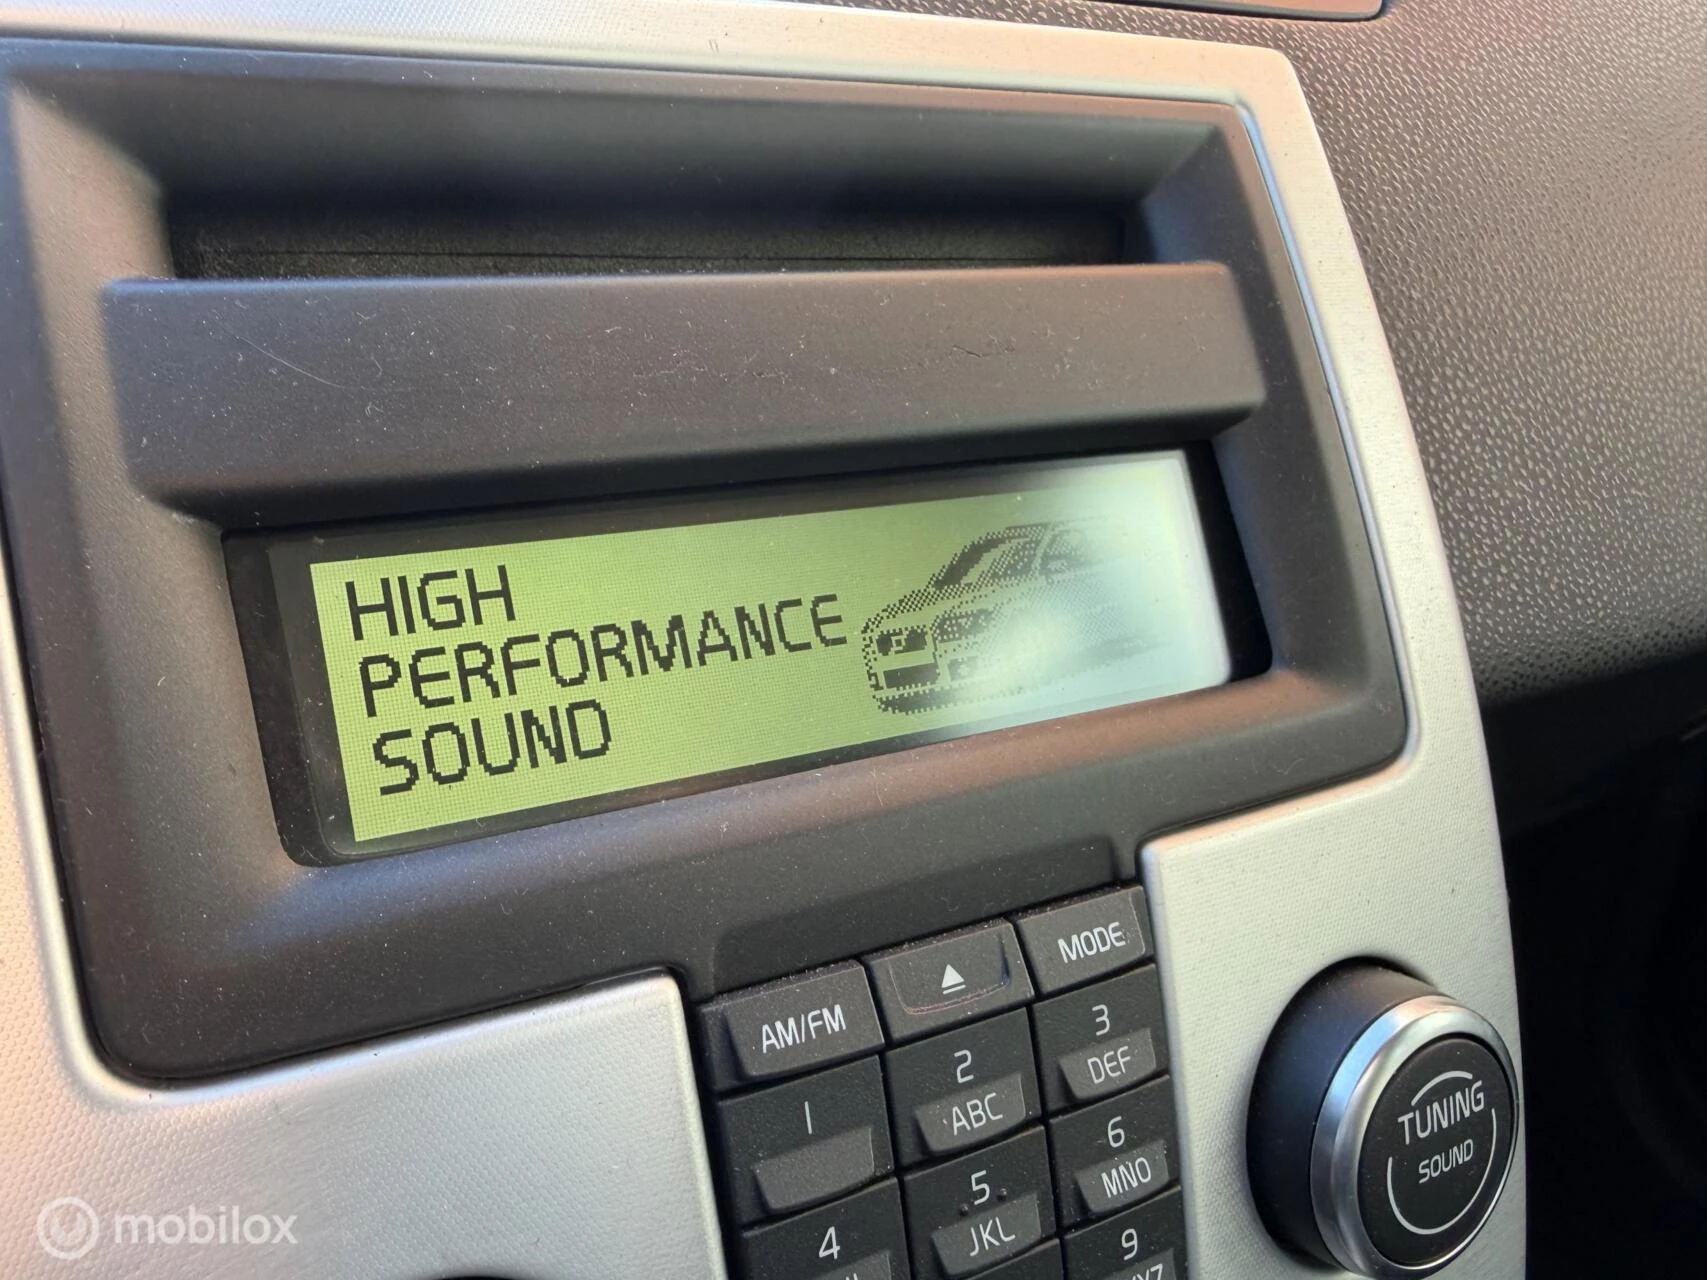 HIGH
PERFORMANCE
SOUND
AM/FM
MODE
1
2
ABC
3
DEF
4
5
JKL
6
MNO
9
TUNING
SOUND
mobilox